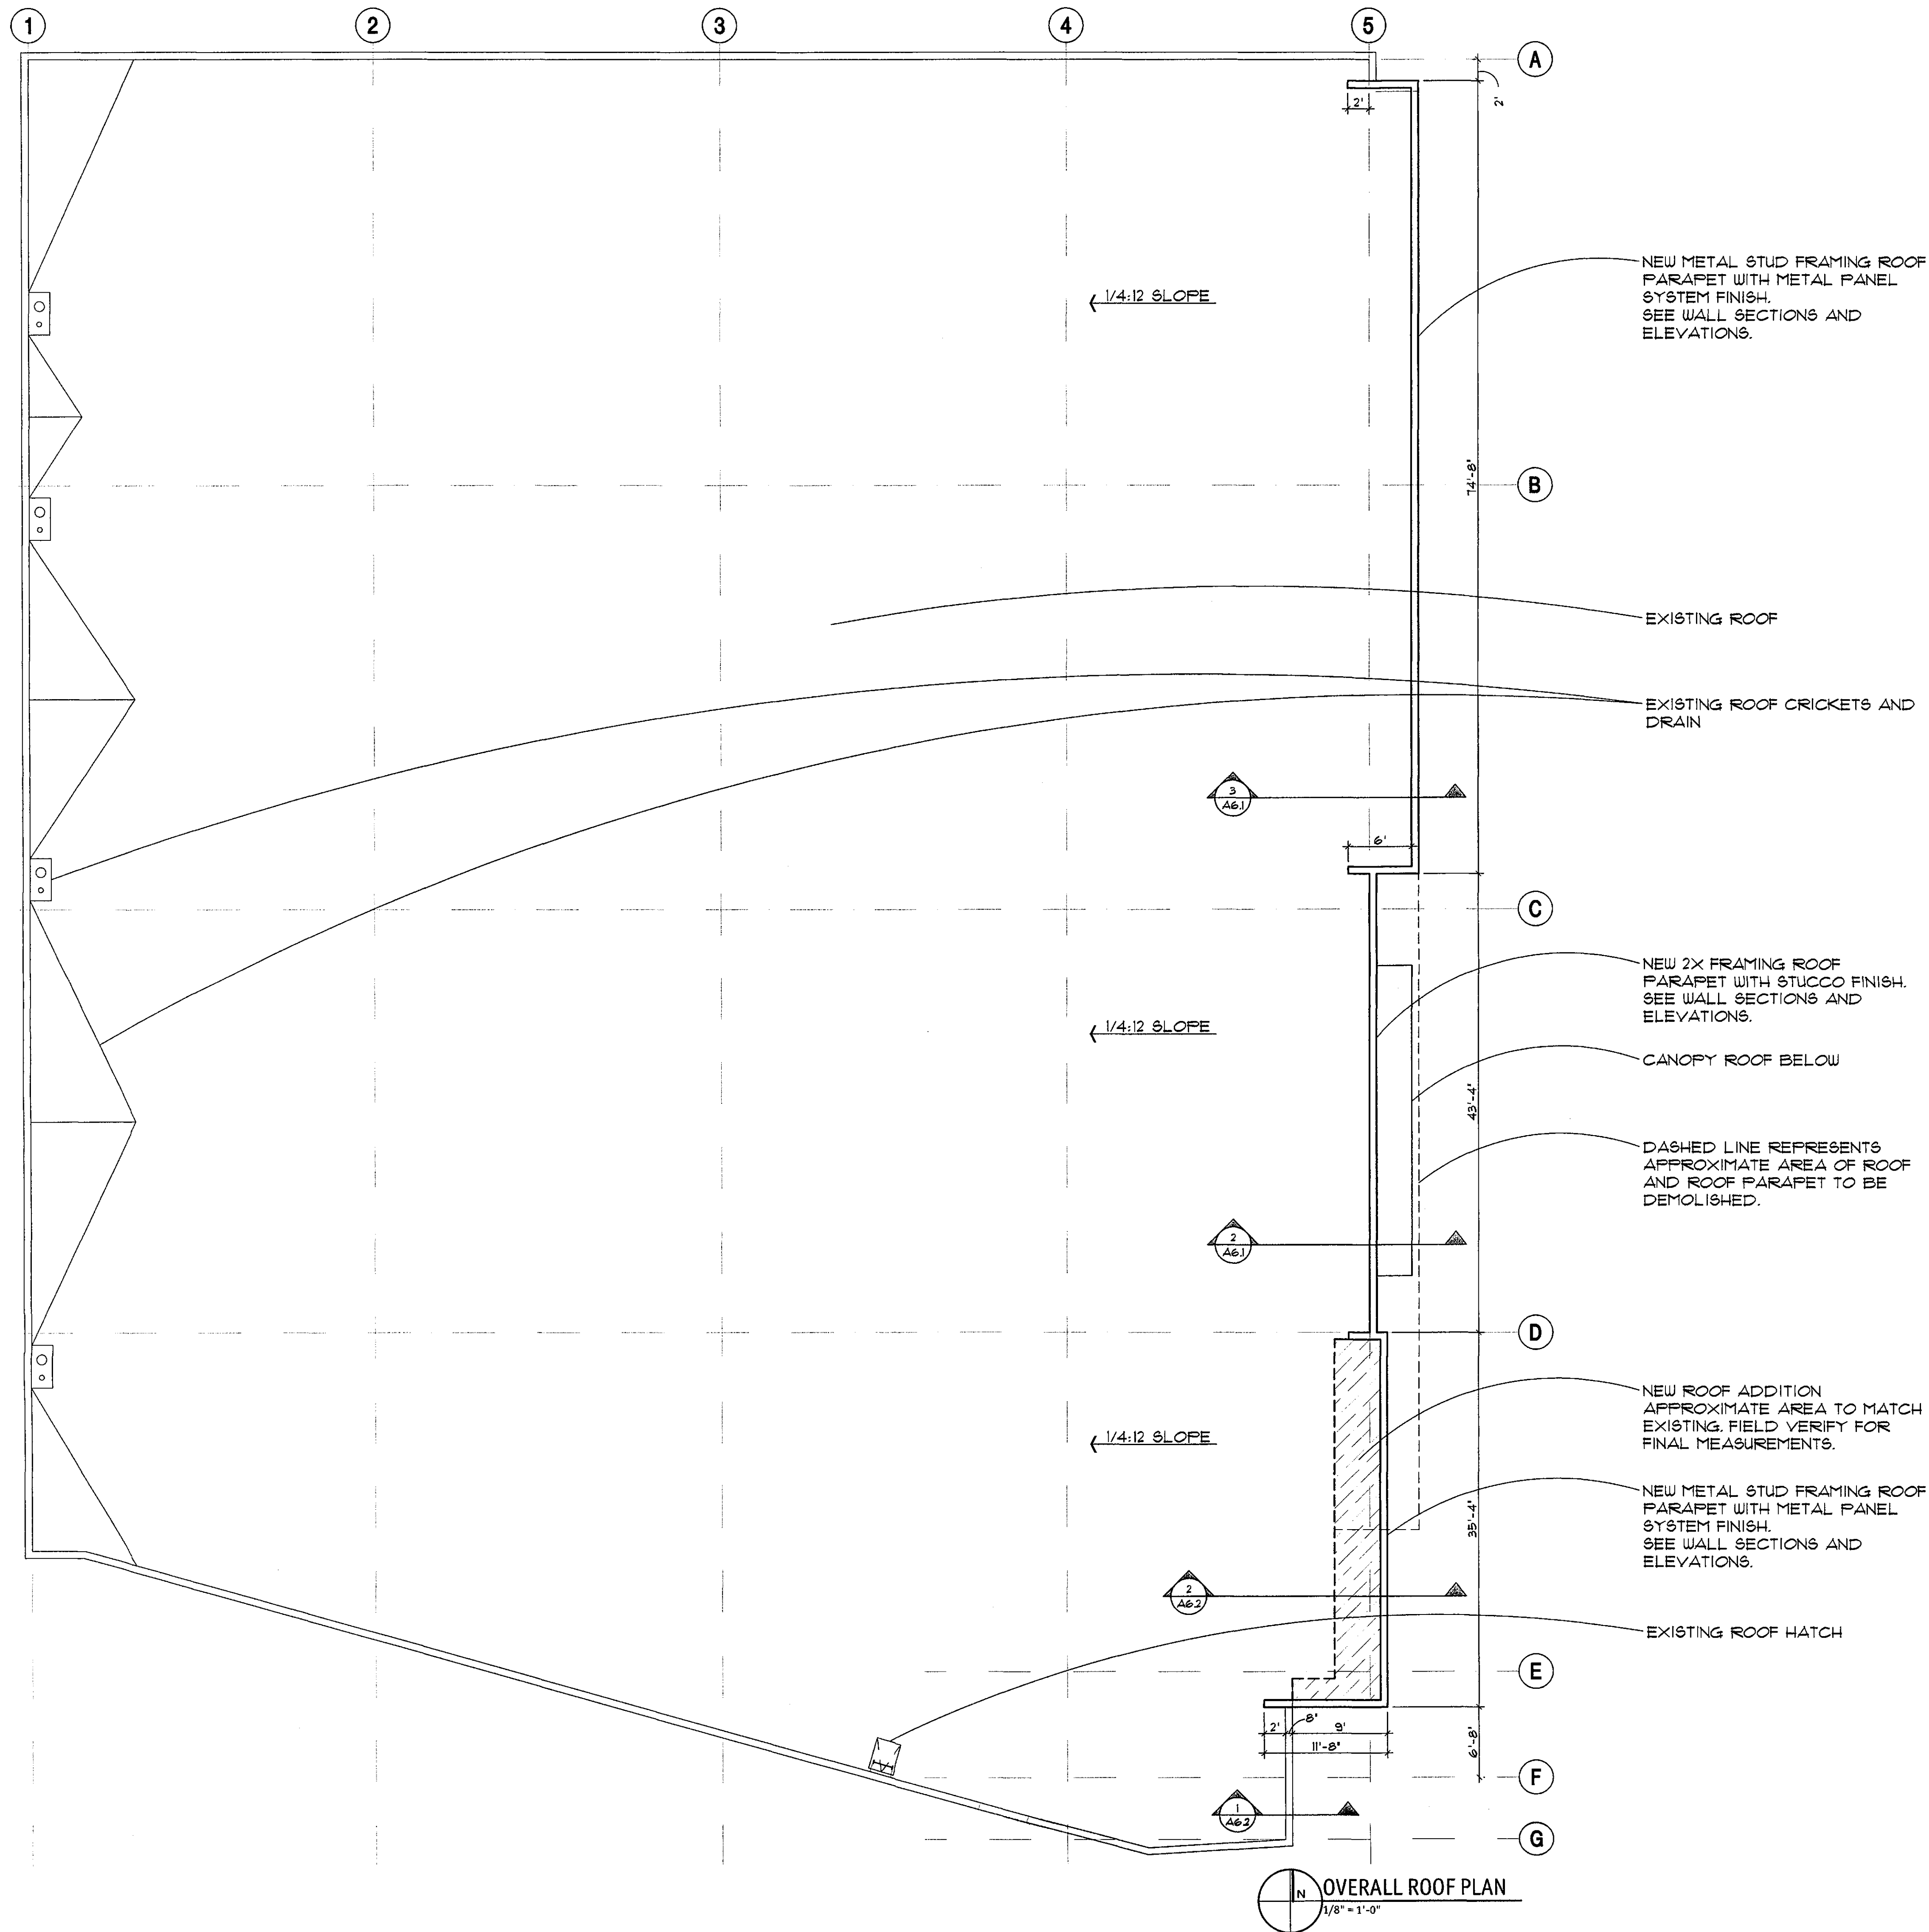 1
2
3
4
5
A
2'
2'
NEW METAL STUD FRAMING ROOF
PARAPET WITH METAL PANEL
SYSTEM FINISH.
SEE WALL SECTIONS AND
ELEVATIONS.
1/4:12 SLOPE
74'-8"
B
EXISTING ROOF
EXISTING ROOF CRICKETS AND
DRAIN
3
A6.1
6'
C
NEW 2X FRAMING ROOF
PARAPET WITH STUCCO FINISH.
SEE WALL SECTIONS AND
ELEVATIONS.
1/4:12 SLOPE
CANOPY ROOF BELOW
43'-4"
DASHED LINE REPRESENTS
APPROXIMATE AREA OF ROOF
AND ROOF PARAPET TO BE
DEMOLISHED.
2
A6.1
D
NEW ROOF ADDITION
APPROXIMATE AREA TO MATCH
EXISTING. FIELD VERIFY FOR
FINAL MEASUREMENTS.
1/4:12 SLOPE
NEW METAL STUD FRAMING ROOF
PARAPET WITH METAL PANEL
SYSTEM FINISH.
SEE WALL SECTIONS AND
ELEVATIONS.
35'-4"
2
A6.2
EXISTING ROOF HATCH
E
2'
8"
9'
11'-8"
6'-8"
F
1
A6.2
G
N
OVERALL ROOF PLAN
1/8" = 1'-0"